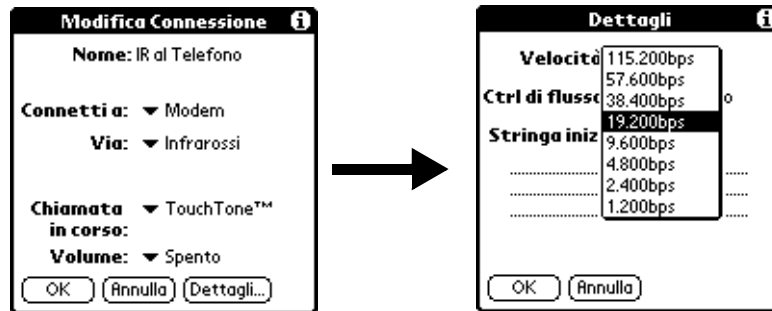 Modifica Connessione
Nome: IR al Telefono
Connetti a: Modem
Via: Infrarossi
Chiamata in corso: TouchTone™
Volume: Spento
OK Annulla Dettagli...
Dettagli
Velocità 115.200bps
57.600bps
Ctrl di flusso 38.400bps o
19.200bps
Stringa iniz 9.600bps
4.800bps
2.400bps
1.200bps
OK Annulla